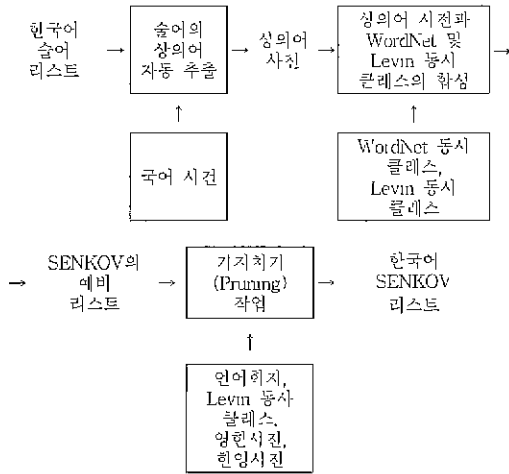 한국어
술어
리스트
→
술어의
상의어
자동 추출
→
상의어
사전
→
상의어 사전과
WordNet 및
Levin 동사
클래스의 합성
→
↑
↑
국어 사전
WordNet 동사
클래스,
Levin 동사
클래스
→
SENKOV의
예비
리스트
→
가지치기
(Pruning)
작업
→
한국어
SENKOV
리스트
↑
언어휘지,
Levin 동사
클래스,
영한사전,
한영사전